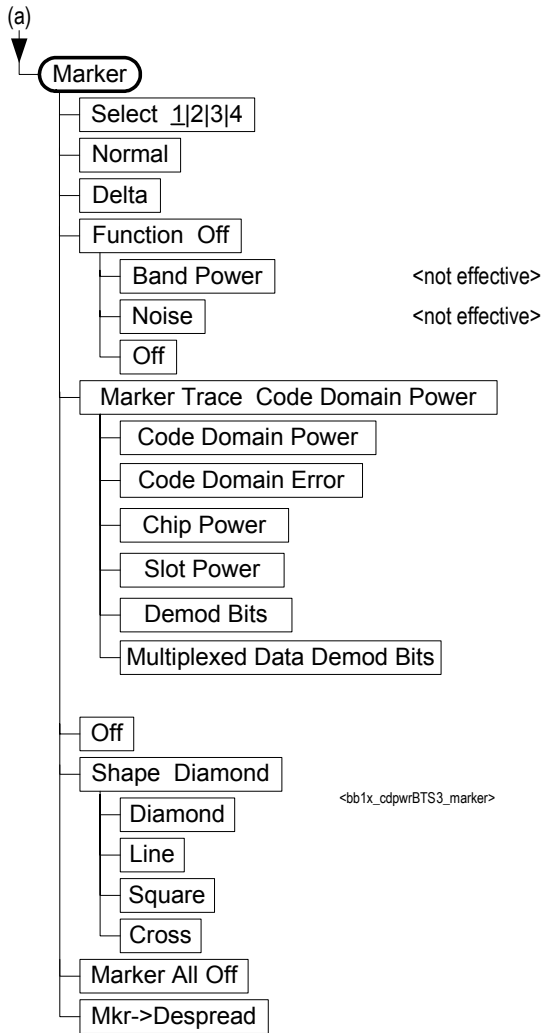 (a)
Marker
Select 1|2|3|4
Normal
Delta
Function Off
Band Power <not effective>
Noise <not effective>
Off
Marker Trace Code Domain Power
Code Domain Power
Code Domain Error
Chip Power
Slot Power
Demod Bits
Multiplexed Data Demod Bits
Off
Shape Diamond
<bb1x_cdpwrBTS3_marker>
Diamond
Line
Square
Cross
Marker All Off
Mkr->Despread